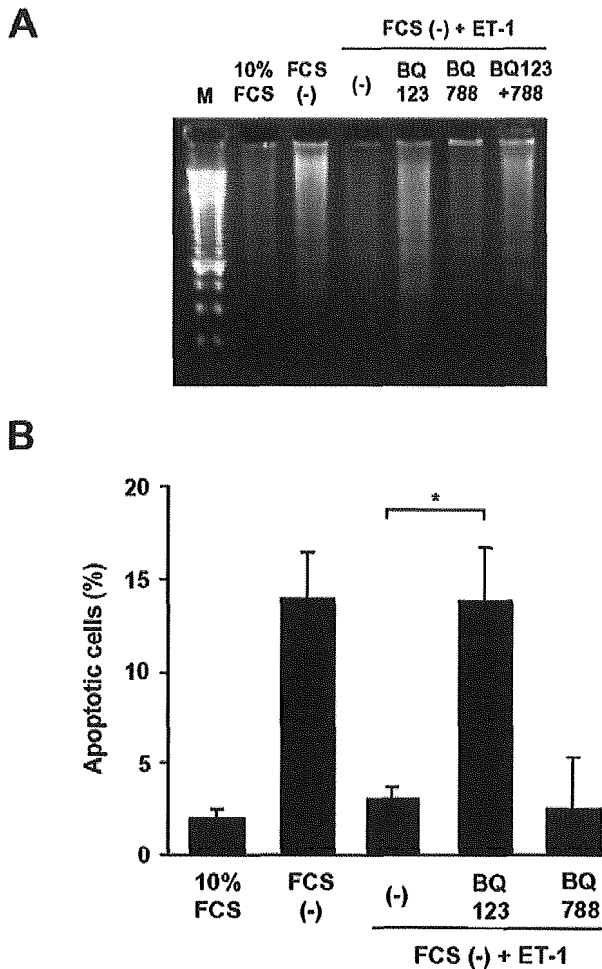 A
FCS (-) + ET-1
M
10% FCS
FCS (-)
(-)
BQ 123
BQ 788
BQ123 +788
B
Apoptotic cells (%)
20
15
10
5
0
*
10% FCS
FCS (-)
(-)
BQ 123
BQ 788
FCS (-) + ET-1